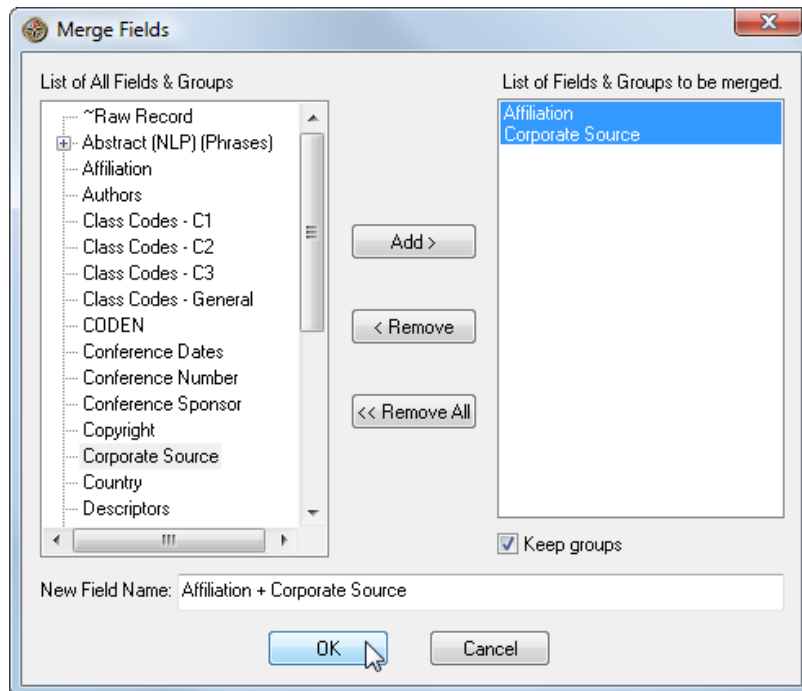 Merge Fields
List of All Fields & Groups
~Raw Record
Abstract (NLP) (Phrases)
Affiliation
Authors
Class Codes - C1
Class Codes - C2
Class Codes - C3
Class Codes - General
CODEN
Conference Dates
Conference Number
Conference Sponsor
Copyright
Corporate Source
Country
Descriptors
Add >
< Remove
<< Remove All
List of Fields & Groups to be merged.
Affiliation
Corporate Source
Keep groups
New Field Name: Affiliation + Corporate Source
OK
Cancel